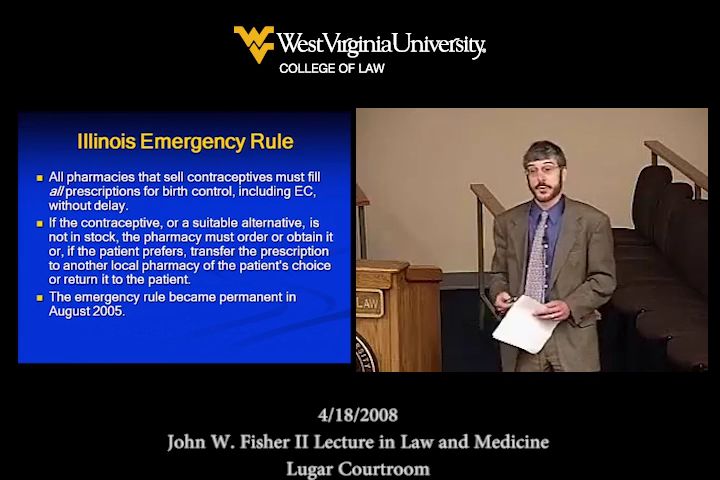 West Virginia University.
COLLEGE OF LAW
Illinois Emergency Rule
All pharmacies that sell contraceptives must fill
all prescriptions for birth control, including EC,
without delay.
If the contraceptive, or a suitable alternative, is
not in stock, the pharmacy must order or obtain it
or, if the patient prefers, transfer the prescription
to another local pharmacy of the patient's choice
or return it to the patient.
The emergency rule became permanent in
August 2005.
LAW
4/18/2008
John W. Fisher II Lecture in Law and Medicine
Lugar Courtroom